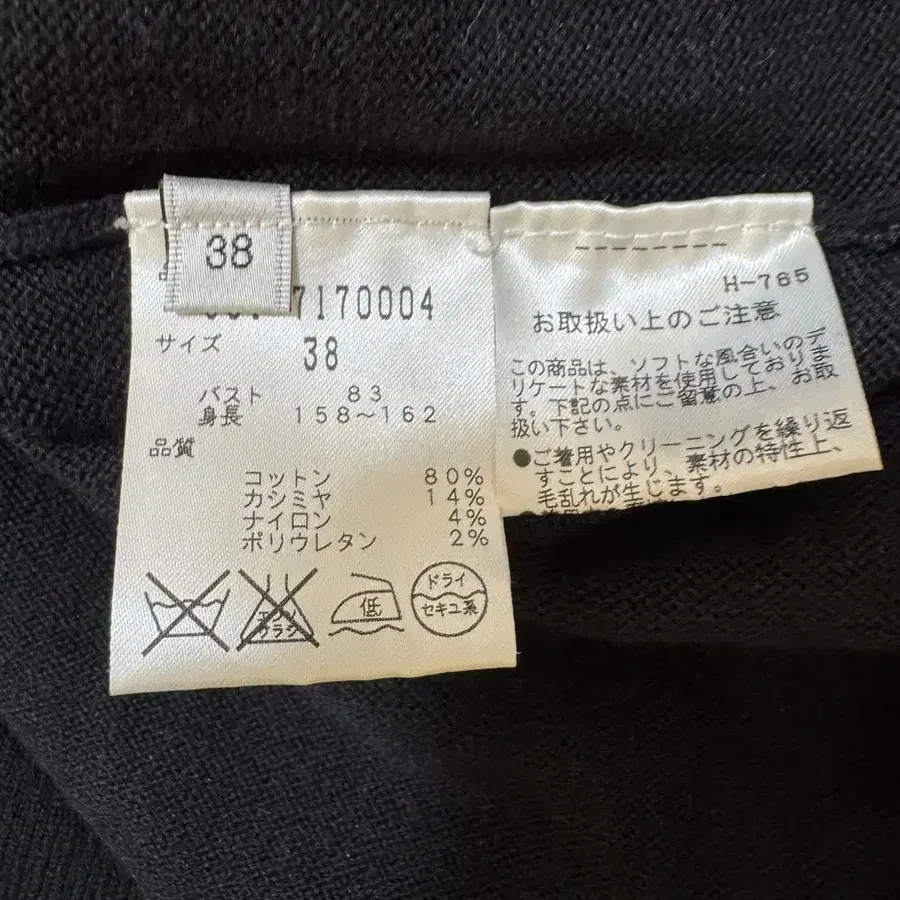 38
7170004
サイズ 38
バスト 83
身長 158～162
品質
コットン 80%
カシミヤ 14%
ナイロン 4%
ポリウレタン 2%
エンソ
サラシ
低
ドライ
セキユ系
H-765
お取扱い上のご注意
この商品は、ソフトな風合いのデ
リケートな素材を使用しておりま
す。下記の点にご留意の上、お取
扱い下さい。
●ご着用やクリーニングを繰り返
すことにより、素材の特性上、
毛乱れが生じます。